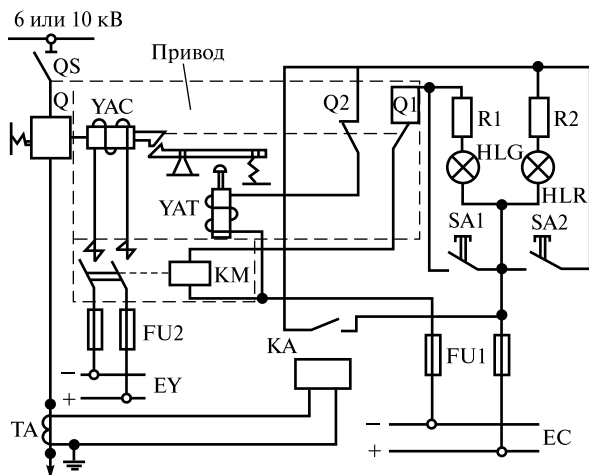 6 или 10 кВ
Привод
QS
Q
YAC
Q2
Q1
R1
R2
HLG
HLR
YAT
SA1
SA2
KM
FU2
KA
FU1
−
EY
+
TA
−
EC
+